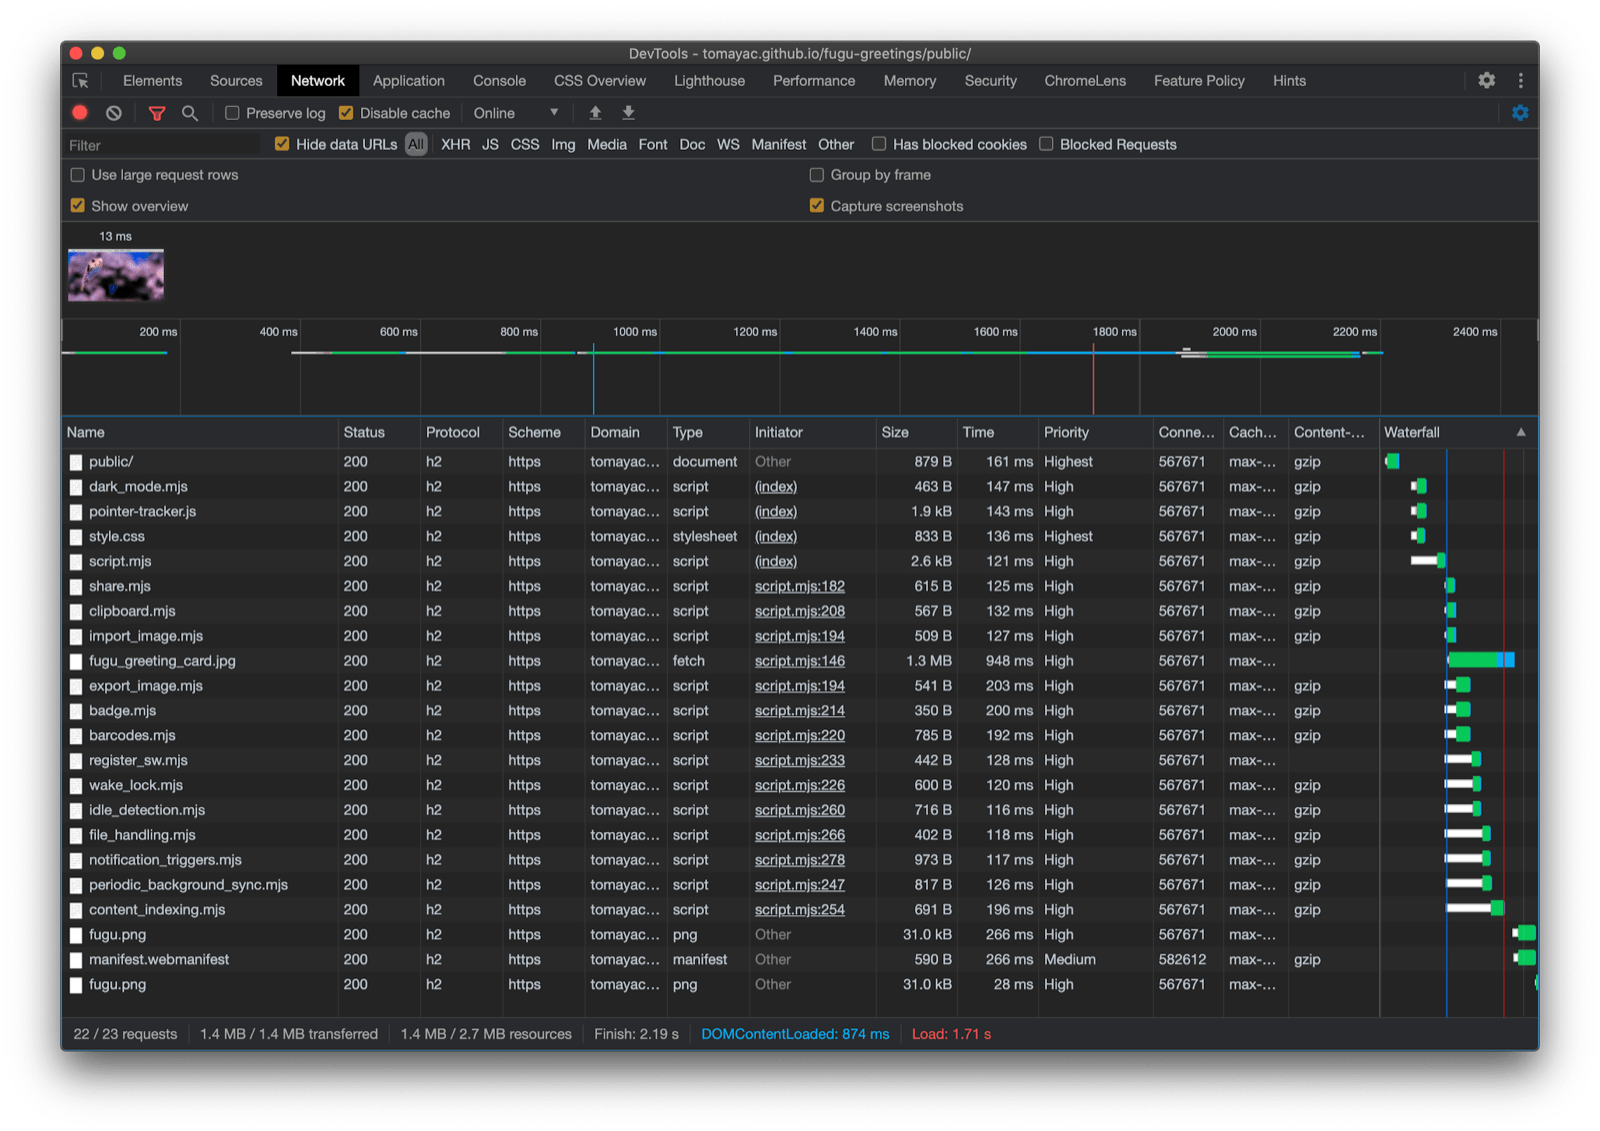 DevTools - tomayac.github.io/fugu-greetings/public/
Elements Sources Network Application Console CSS Overview Lighthouse Performance Memory Security ChromeLens Feature Policy Hints
Preserve log Disable cache Online
Filter Hide data URLs All XHR JS CSS Img Media Font Doc WS Manifest Other Has blocked cookies Blocked Requests
Use large request rows Group by frame
Show overview Capture screenshots
13 ms
200 ms 400 ms 600 ms 800 ms 1000 ms 1200 ms 1400 ms 1600 ms 1800 ms 2000 ms 2200 ms 2400 ms
Name Status Protocol Scheme Domain Type Initiator Size Time Priority Conne... Cach... Content-... Waterfall
public/ 200 h2 https tomayac... document Other 879 B 161 ms Highest 567671 max-... gzip
dark_mode.mjs 200 h2 https tomayac... script (index) 463 B 147 ms High 567671 max-... gzip
pointer-tracker.js 200 h2 https tomayac... script (index) 1.9 kB 143 ms High 567671 max-... gzip
style.css 200 h2 https tomayac... stylesheet (index) 833 B 136 ms Highest 567671 max-... gzip
script.mjs 200 h2 https tomayac... script (index) 2.6 kB 121 ms High 567671 max-... gzip
share.mjs 200 h2 https tomayac... script script.mjs:182 615 B 125 ms High 567671 max-... gzip
clipboard.mjs 200 h2 https tomayac... script script.mjs:208 567 B 132 ms High 567671 max-... gzip
import_image.mjs 200 h2 https tomayac... script script.mjs:194 509 B 127 ms High 567671 max-... gzip
fugu_greeting_card.jpg 200 h2 https tomayac... fetch script.mjs:146 1.3 MB 948 ms High 567671 max-...
export_image.mjs 200 h2 https tomayac... script script.mjs:194 541 B 203 ms High 567671 max-... gzip
badge.mjs 200 h2 https tomayac... script script.mjs:214 350 B 200 ms High 567671 max-... gzip
barcodes.mjs 200 h2 https tomayac... script script.mjs:220 785 B 192 ms High 567671 max-... gzip
register_sw.mjs 200 h2 https tomayac... script script.mjs:233 442 B 128 ms High 567671 max-...
wake_lock.mjs 200 h2 https tomayac... script script.mjs:226 600 B 120 ms High 567671 max-... gzip
idle_detection.mjs 200 h2 https tomayac... script script.mjs:260 716 B 116 ms High 567671 max-... gzip
file_handling.mjs 200 h2 https tomayac... script script.mjs:266 402 B 118 ms High 567671 max-... gzip
notification_triggers.mjs 200 h2 https tomayac... script script.mjs:278 973 B 117 ms High 567671 max-... gzip
periodic_background_sync.mjs 200 h2 https tomayac... script script.mjs:247 817 B 126 ms High 567671 max-... gzip
content_indexing.mjs 200 h2 https tomayac... script script.mjs:254 691 B 196 ms High 567671 max-... gzip
fugu.png 200 h2 https tomayac... png Other 31.0 kB 266 ms High 567671 max-...
manifest.webmanifest 200 h2 https tomayac... manifest Other 590 B 266 ms Medium 582612 max-... gzip
fugu.png 200 h2 https tomayac... png Other 31.0 kB 28 ms High 567671 max-...
22 / 23 requests 1.4 MB / 1.4 MB transferred 1.4 MB / 2.7 MB resources Finish: 2.19 s DOMContentLoaded: 874 ms Load: 1.71 s